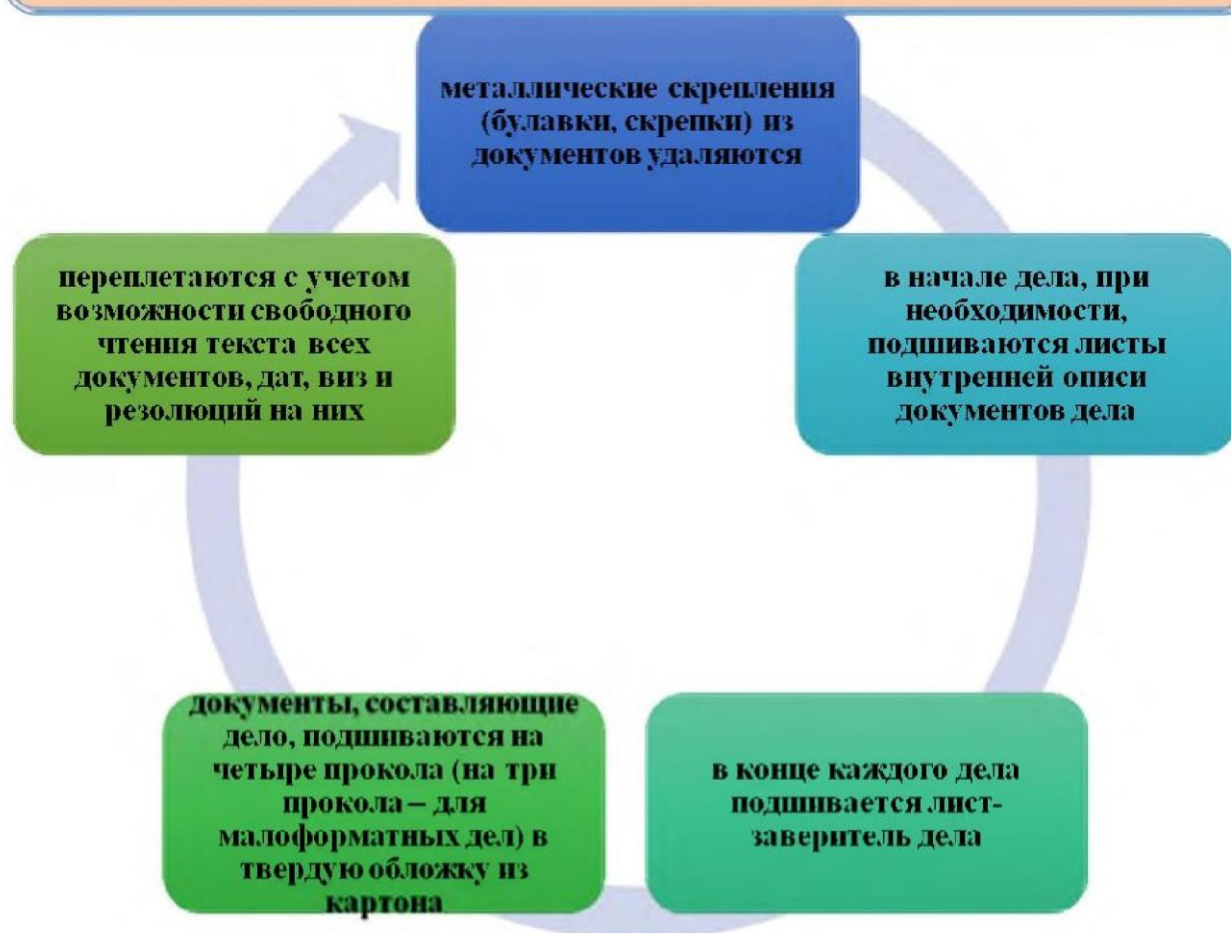 металлические скрепления
(булавки, скрепки) из
документов удаляются
в начале дела, при
необходимости,
подшиваются листы
внутренней описи
документов дела
в конце каждого дела
подшивается лист-
заверитель дела
документы, составляющие
дело, подшиваются на
четыре прокола (на три
прокола – для
малоформатных дел) в
твердую обложку из
картона
переплетаются с учетом
возможности свободного
чтения текста всех
документов, дат, виз и
резолюций на них